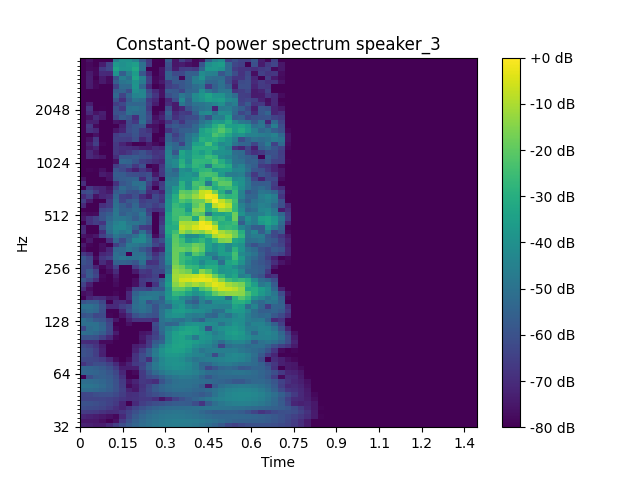 Constant-Q power spectrum speaker_3
+0 dB
-10 dB
-20 dB
-30 dB
-40 dB
-50 dB
-60 dB
-70 dB
-80 dB
2048
1024
512
256
128
64
32
Hz
0 0.15 0.3 0.45 0.6 0.75 0.9 1.1 1.2 1.4
Time